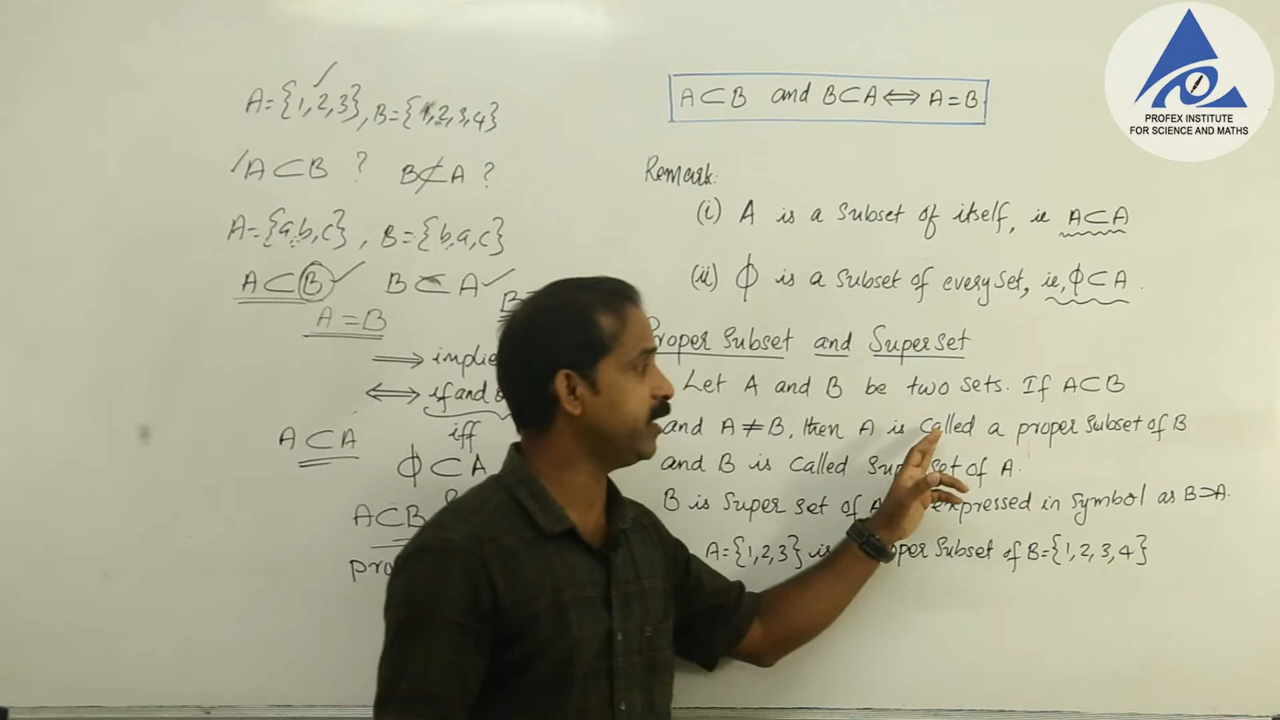 A={1,2,3}, B={1,2,3,4}
A⊂B ? B⊄A ?
A={a,b,c}, B={b,a,c}
A⊂B B⊂A
A=B
⟹
⟺ if and
iff
A⊂A
ϕ⊂A
A⊂B
A⊂B and B⊂A⟺A=B
Remark:
(i) A is a subset of itself, ie A⊂A
(ii) ϕ is a subset of every set, ie, ϕ⊂A.
Proper Subset and Superset
Let A and B be two sets. If A⊂B
and A≠B, then A is called a proper subset of B
and B is called set of A.
B is super set of expressed in symbol as B⊃A.
A={1,2,3} is Subset of B={1,2,3,4}
PROFEX INSTITUTE
FOR SCIENCE AND MATHS